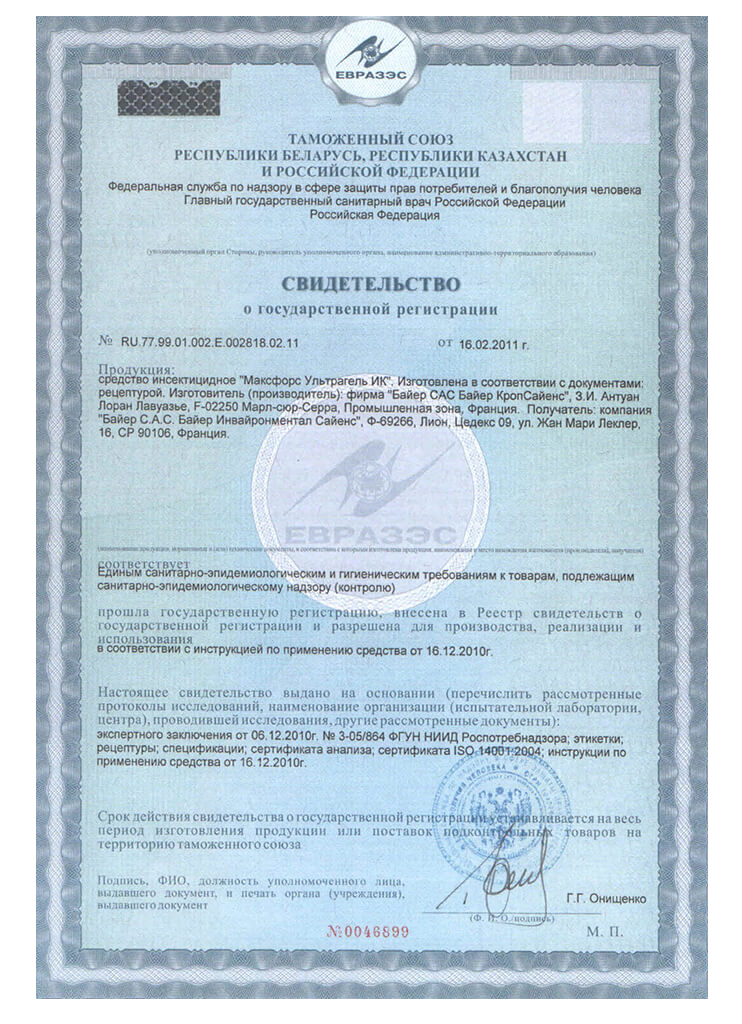 ЕВРАЗЭС
ТАМОЖЕННЫЙ СОЮЗ
РЕСПУБЛИКИ БЕЛАРУСЬ, РЕСПУБЛИКИ КАЗАХСТАН
И РОССИЙСКОЙ ФЕДЕРАЦИИ
Федеральная служба по надзору в сфере защиты прав потребителей и благополучия человека
Главный государственный санитарный врач Российской Федерации
Российская Федерация
(уполномоченный орган Стороны, руководитель уполномоченного органа, наименование административно-территориального образования)
СВИДЕТЕЛЬСТВО
о государственной регистрации
№ RU.77.99.01.002.Е.002818.02.11 от 16.02.2011 г.
Продукция:
средство инсектицидное "Максфорс Ультрагель ИК". Изготовлена в соответствии с документами:
рецептурой. Изготовитель (производитель): фирма "Байер САС Байер КропСайенс", З.И. Антуан
Лоран Лавуазье, F-02250 Марл-сюр-Серра, Промышленная зона, Франция. Получатель: компания
"Байер С.А.С. Байер Инвайронментал Сайенс", Ф-69266, Лион, Цедекс 09, ул. Жан Мари Леклер,
16, СР 90106, Франция.
ЕВРАЗЭС
(наименование продукции, нормативные и (или) технические документы, в соответствии с которыми изготовлена продукция, наименование и место нахождения изготовителя (производителя), получателя)
соответствует
Единым санитарно-эпидемиологическим и гигиеническим требованиям к товарам, подлежащим
санитарно-эпидемиологическому надзору (контролю)
прошла государственную регистрацию, внесена в Реестр свидетельств о
государственной регистрации и разрешена для производства, реализации и
использования
в соответствии с инструкцией по применению средства от 16.12.2010г.
Настоящее свидетельство выдано на основании (перечислить рассмотренные
протоколы исследований, наименование организации (испытательной лаборатории,
центра), проводившей исследования, другие рассмотренные документы):
экспертного заключения от 06.12.2010г. № 3-05/864 ФГУН НИИД Роспотребнадзора; этикетки;
рецептуры; спецификации; сертификата анализа; сертификата ISO 14001:2004; инструкции по
применению средства от 16.12.2010г.
Срок действия свидетельства о государственной регистрации устанавливается на весь
период изготовления продукции или поставок подконтрольных товаров на
территорию таможенного союза
Подпись, ФИО, должность уполномоченного лица,
выдавшего документ, и печать органа (учреждения),
выдавшего документ
Г.Г. Онищенко
(Ф. И. О./подпись)
№0046899
М. П.